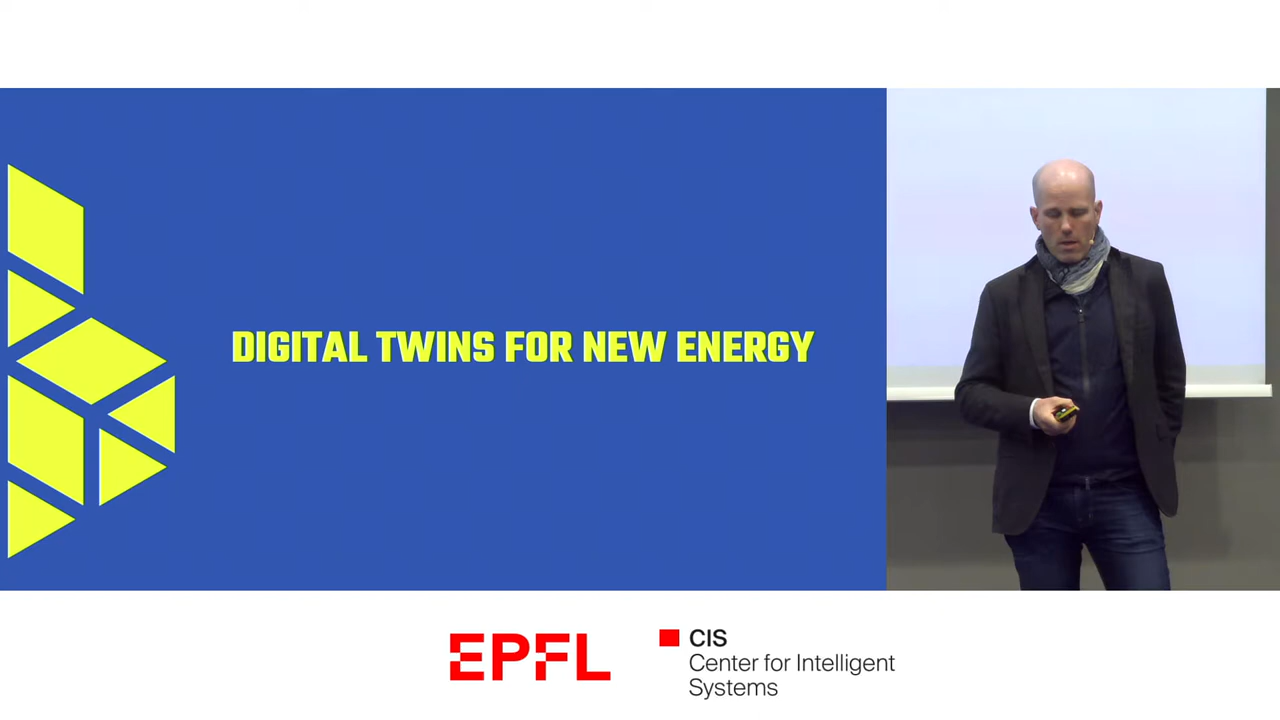 DIGITAL TWINS FOR NEW ENERGY
EPFL
CIS
Center for Intelligent
Systems